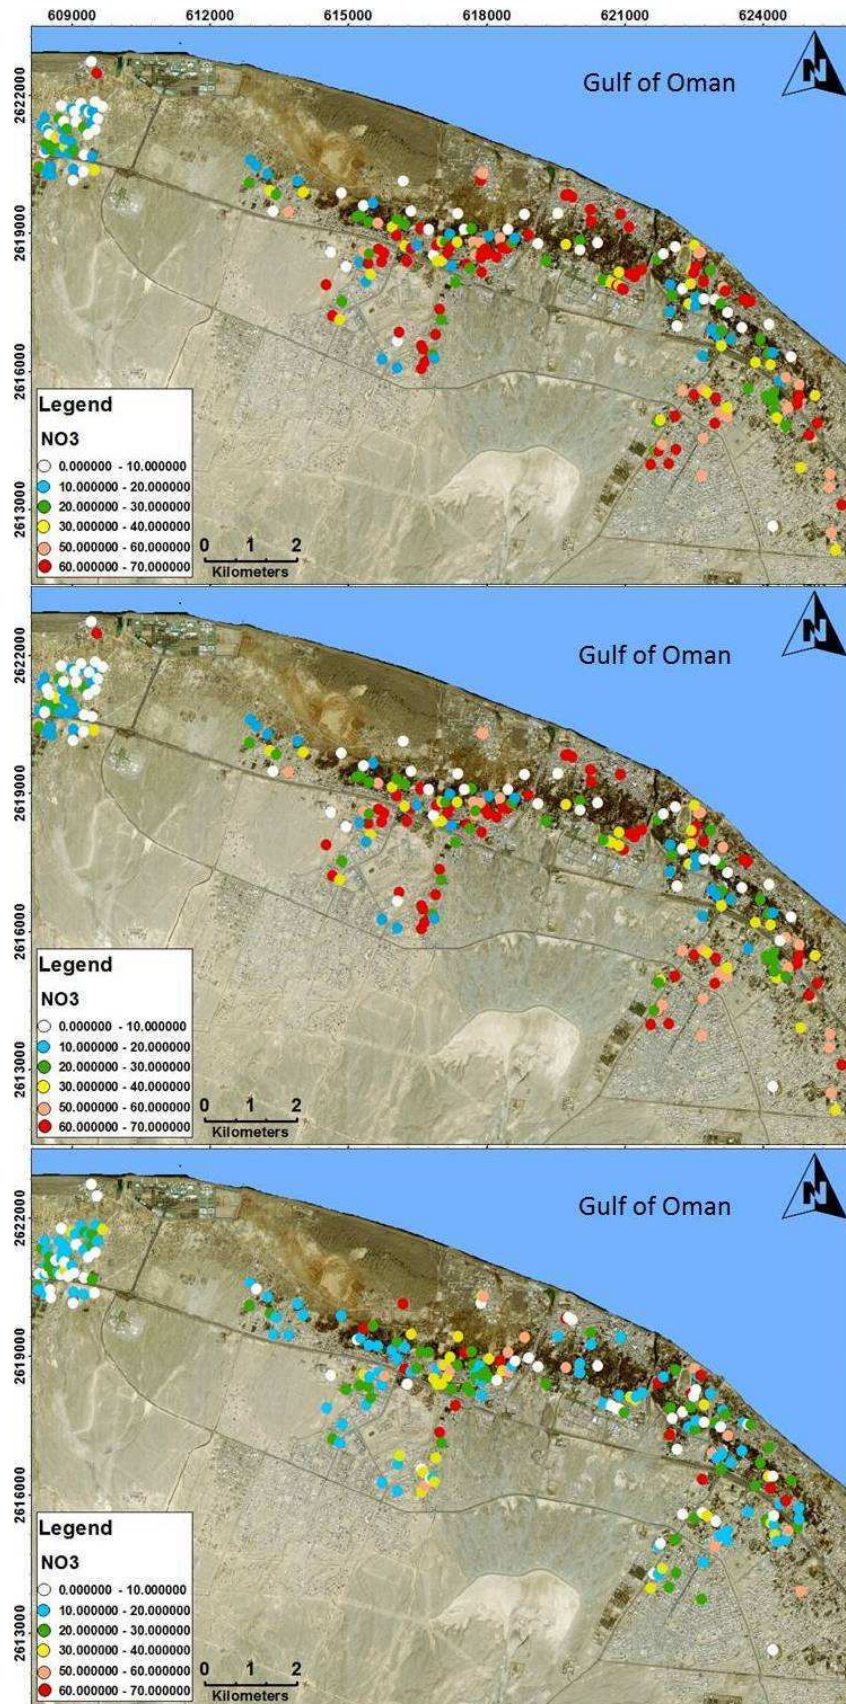 609000 612000 615000 618000 621000 624000
Gulf of Oman
N
2622000
2619000
2616000
2613000
Legend
NO3
0.000000 - 10.000000
10.000000 - 20.000000
20.000000 - 30.000000
30.000000 - 40.000000
50.000000 - 60.000000
60.000000 - 70.000000
0 1 2
Kilometers
Gulf of Oman
N
2622000
2619000
2616000
2613000
Legend
NO3
0.000000 - 10.000000
10.000000 - 20.000000
20.000000 - 30.000000
30.000000 - 40.000000
50.000000 - 60.000000
60.000000 - 70.000000
0 1 2
Kilometers
Gulf of Oman
N
2622000
2619000
2616000
2613000
Legend
NO3
0.000000 - 10.000000
10.000000 - 20.000000
20.000000 - 30.000000
30.000000 - 40.000000
50.000000 - 60.000000
60.000000 - 70.000000
0 1 2
Kilometers